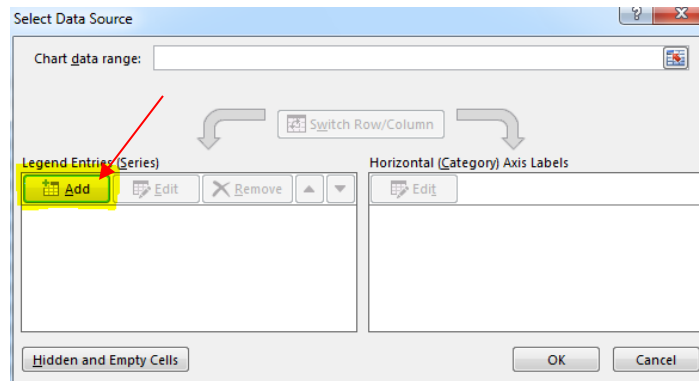 Select Data Source
? X
Chart data range:
Switch Row/Column
Legend Entries (Series)
Horizontal (Category) Axis Labels
Add Edit Remove
Edit
Hidden and Empty Cells
OK Cancel